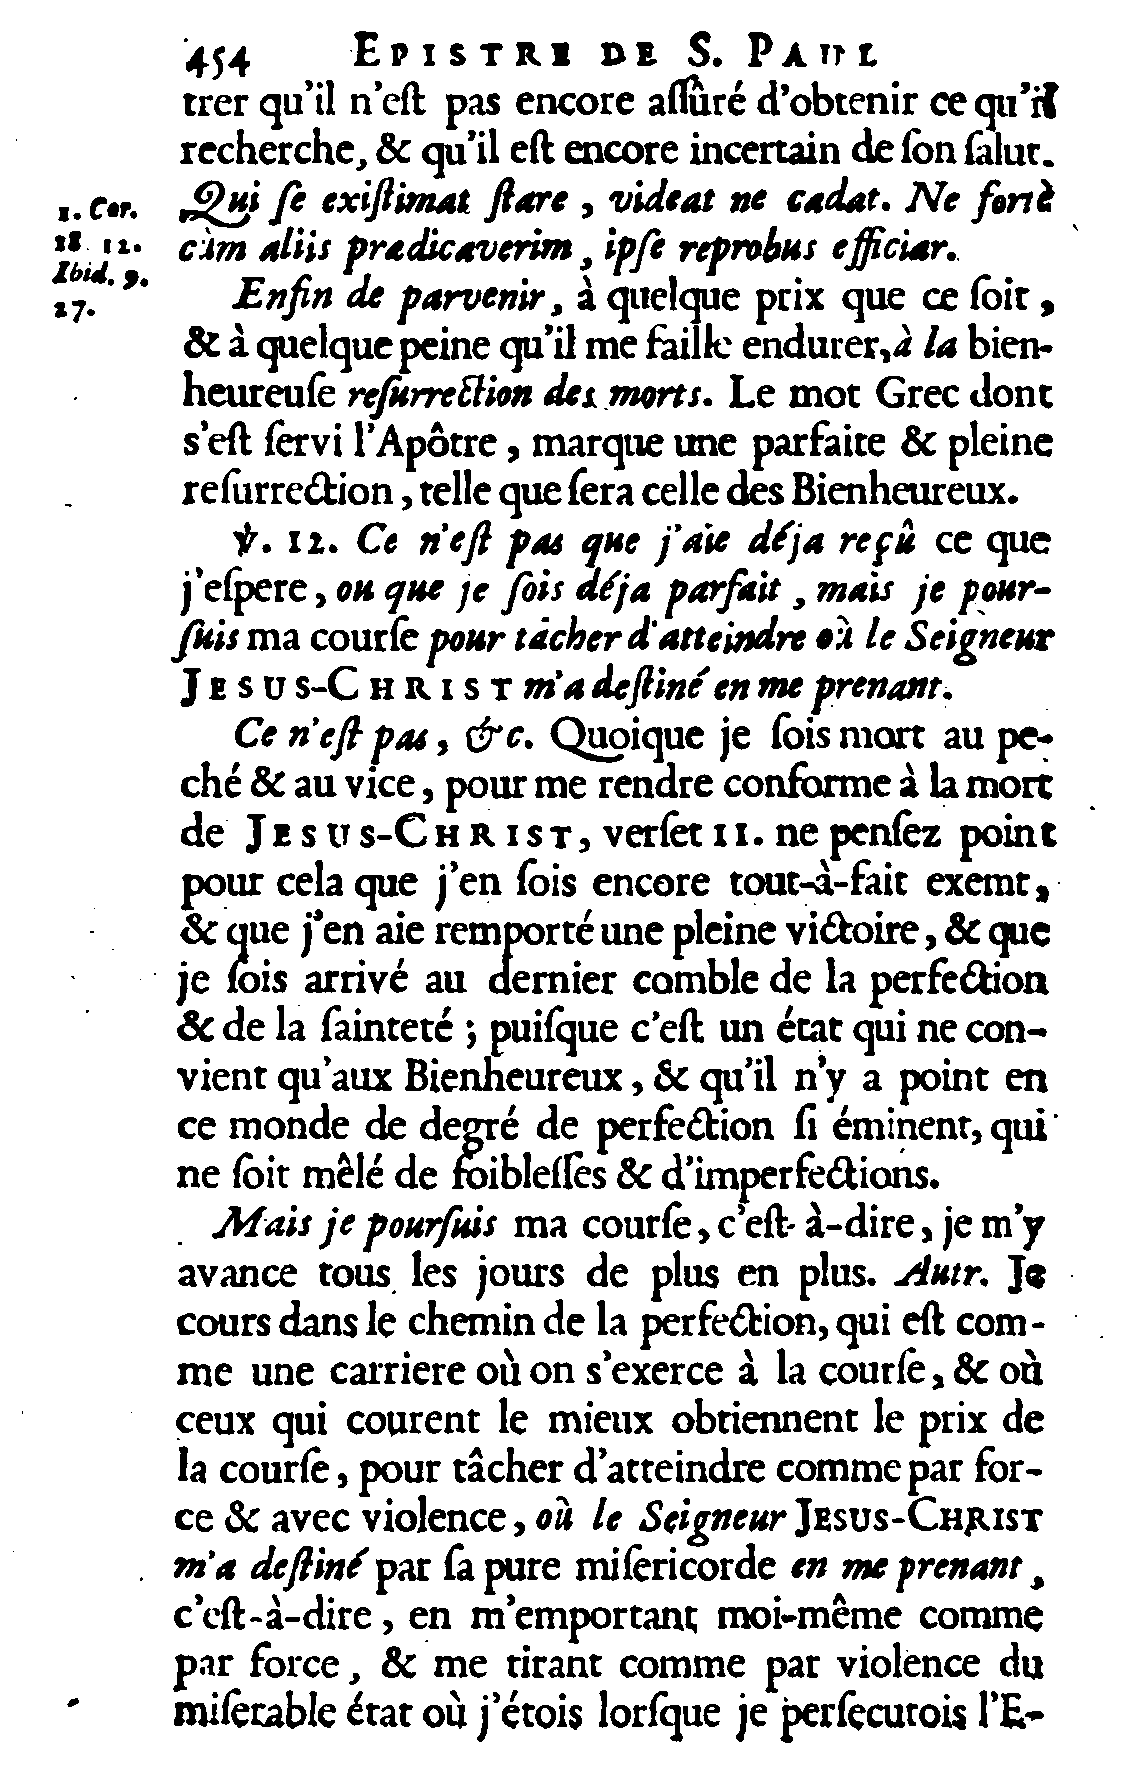 454 EPISTRE DE S. PAUL
trer qu'il n'eſt pas encore aſſûré d'obtenir ce qu'il
recherche, & qu'il eſt encore incertain de ſon ſalut.
Qui ſe exiſtimat ſtare, videat ne cadat. Ne fortè
cùm aliis prædicaverim, ipſe reprobus efficiar.
1. Cor.
12.
Ibid. 9.
27.
Enfin de parvenir, à quelque prix que ce ſoit,
& à quelque peine qu'il me faille endurer, à la bien-
heureuſe reſurrection des morts. Le mot Grec dont
s'eſt ſervi l'Apôtre, marque une parfaite & pleine
reſurrection, telle que ſera celle des Bienheureux.
℣. 12. Ce n'eſt pas que j'aie déja reçû ce que
j'eſpere, ou que je ſois déja parfait, mais je pour-
ſuis ma courſe pour tâcher d'atteindre où le Seigneur
JESUS-CHRIST m'a deſtiné en me prenant.
Ce n'eſt pas, &c. Quoique je ſois mort au pe-
ché & au vice, pour me rendre conforme à la mort
de JESUS-CHRIST, verſet 11. ne penſez point
pour cela que j'en ſois encore tout-à-fait exemt,
& que j'en aie remporté une pleine victoire, & que
je ſois arrivé au dernier comble de la perfection
& de la ſainteté ; puiſque c'eſt un état qui ne con-
vient qu'aux Bienheureux, & qu'il n'y a point en
ce monde de degré de perfection ſi éminent, qui
ne ſoit mêlé de foibleſſes & d'imperfections.
Mais je pourſuis ma courſe, c'eſt-à-dire, je m'y
avance tous les jours de plus en plus. Autr. Je
cours dans le chemin de la perfection, qui eſt com-
me une carriere où on s'exerce à la courſe, & où
ceux qui courent le mieux obtiennent le prix de
la courſe, pour tâcher d'atteindre comme par for-
ce & avec violence, où le Seigneur JESUS-CHRIST
m'a deſtiné par ſa pure miſericorde en me prenant,
c'eſt-à-dire, en m'emportant moi-même comme
par force, & me tirant comme par violence du
miſerable état où j'étois lorſque je perſecutois l'E-